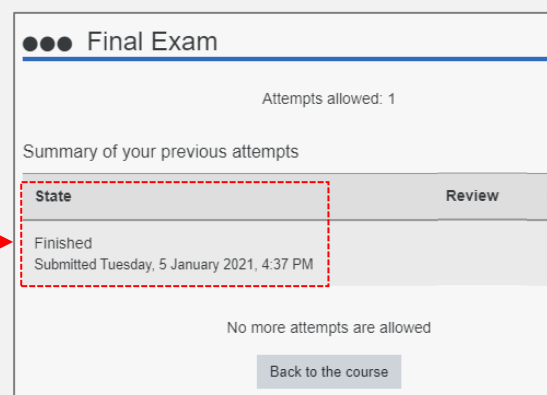 Final Exam
Attempts allowed: 1
Summary of your previous attempts
State Review
Finished
Submitted Tuesday, 5 January 2021, 4:37 PM
No more attempts are allowed
Back to the course